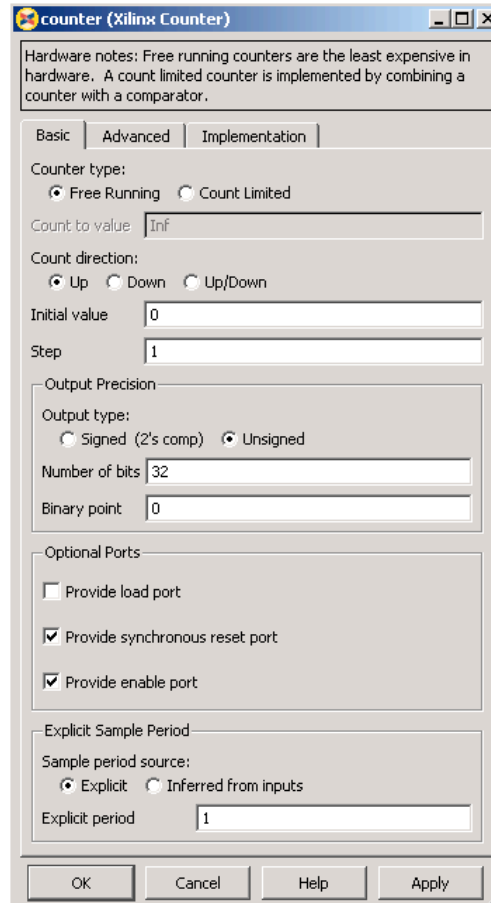 counter (Xilinx Counter)
Hardware notes: Free running counters are the least expensive in
hardware. A count limited counter is implemented by combining a
counter with a comparator.
Basic Advanced Implementation
Counter type:
Free Running Count Limited
Count to value Inf
Count direction:
Up Down Up/Down
Initial value 0
Step 1
Output Precision
Output type:
Signed (2's comp) Unsigned
Number of bits 32
Binary point 0
Optional Ports
Provide load port
Provide synchronous reset port
Provide enable port
Explicit Sample Period
Sample period source:
Explicit Inferred from inputs
Explicit period 1
OK Cancel Help Apply